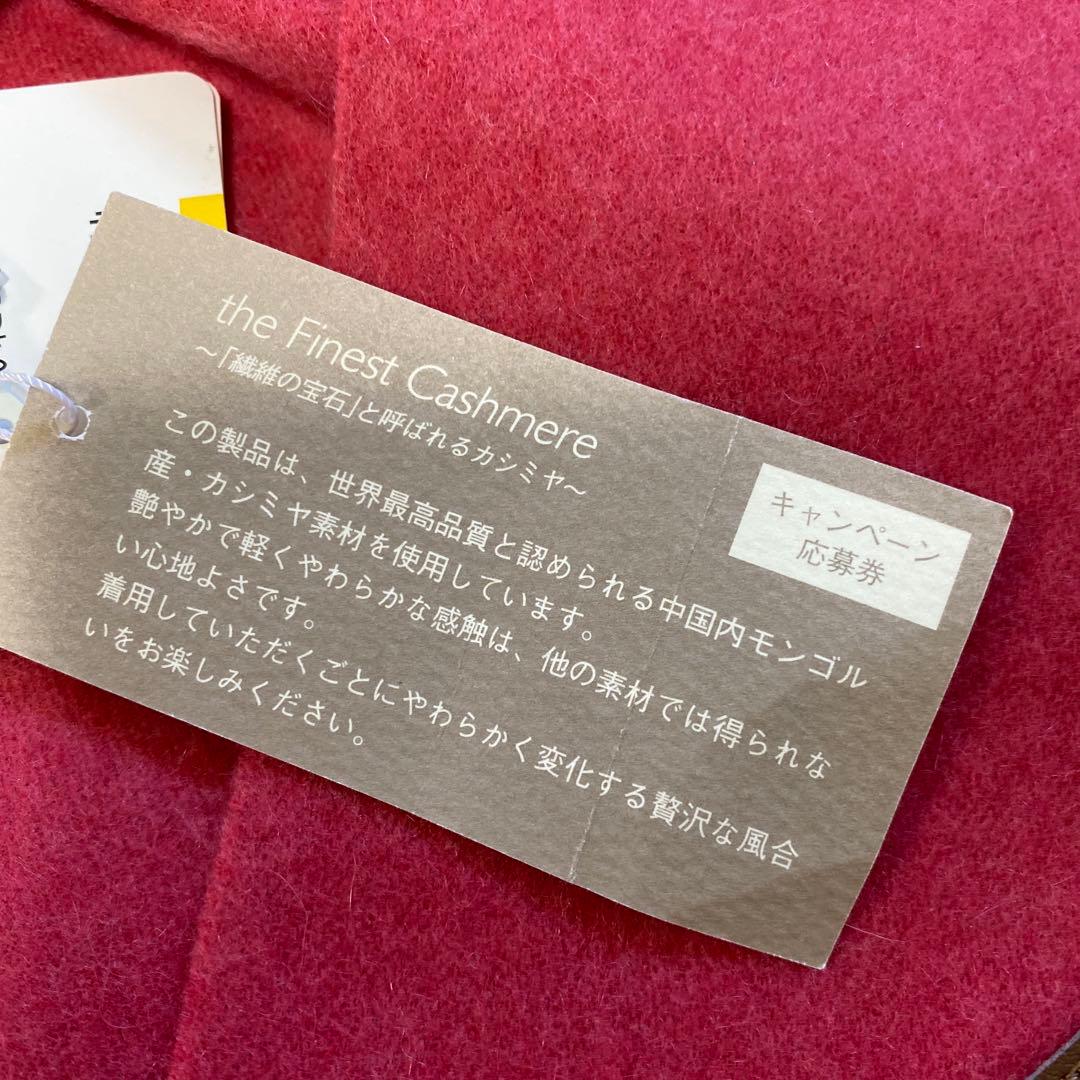 the Finest Cashmere
～「繊維の宝石」と呼ばれるカシミヤ～
この製品は、世界最高品質と認められる中国内モンゴル
産・カシミヤ素材を使用しています。
艶やかで軽くやわらかな感触は、他の素材では得られな
い心地よさです。
着用していただくごとにやわらかく変化する贅沢な風合
いをお楽しみください。
キャンペーン
応募券